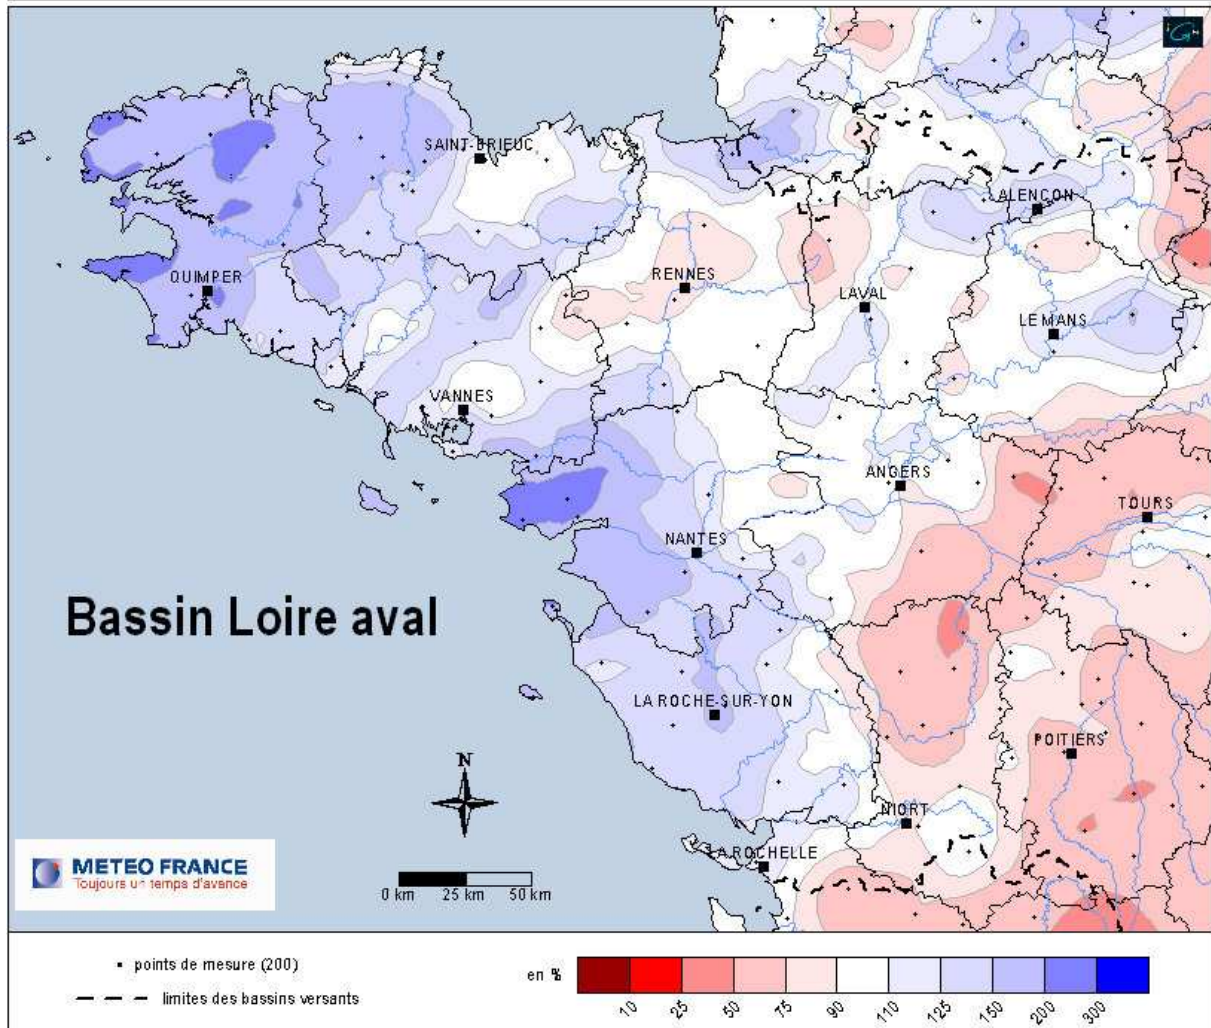 SAINT-BRIEUC
ALENÇON
QUIMPER
RENNES
LAVAL
LE MANS
VANNES
ANGERS
TOURS
NANTES
Bassin Loire aval
LA ROCHE-SUR-YON
POITIERS
N
NIORT
LA ROCHELLE
METEO FRANCE
Toujours un temps d'avance
0 km 25 km 50 km
points de mesure (200)
limites des bassins versants
en %
10 25 50 75 90 110 125 150 200 300